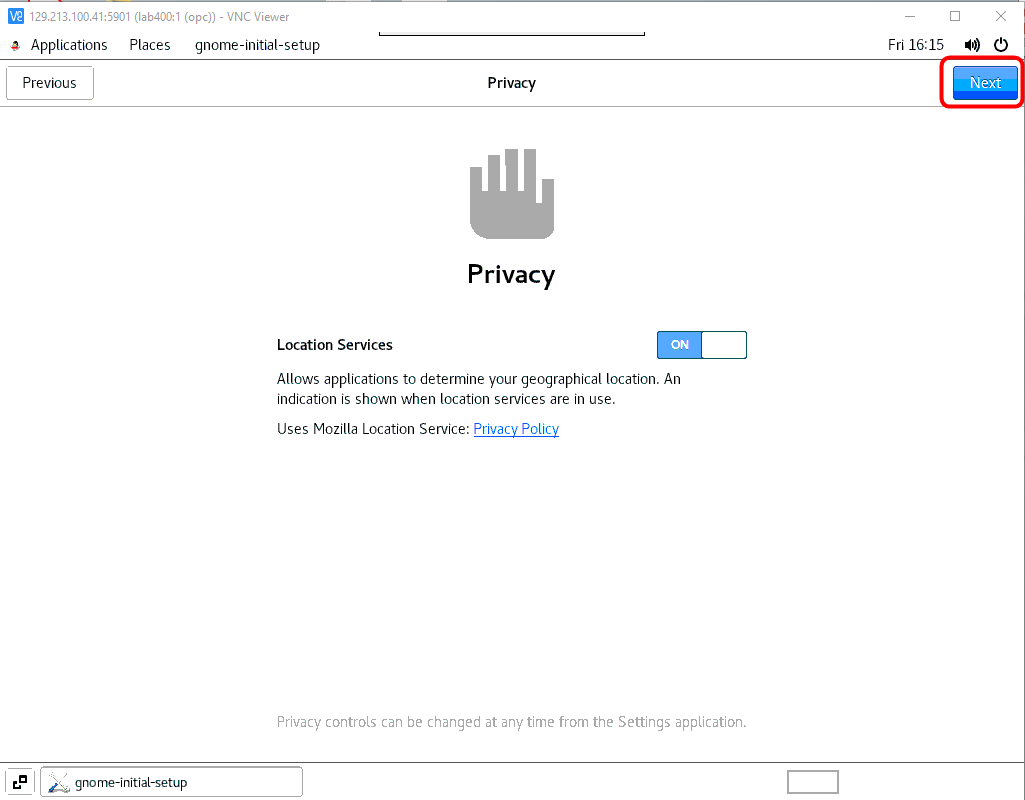 129.213.100.41:5901 (lab400:1 (opc)) - VNC Viewer
Applications Places gnome-initial-setup Fri 16:15
Previous Privacy Next
Privacy
Location Services ON
Allows applications to determine your geographical location. An
indication is shown when location services are in use.
Uses Mozilla Location Service: Privacy Policy
Privacy controls can be changed at any time from the Settings application.
gnome-initial-setup